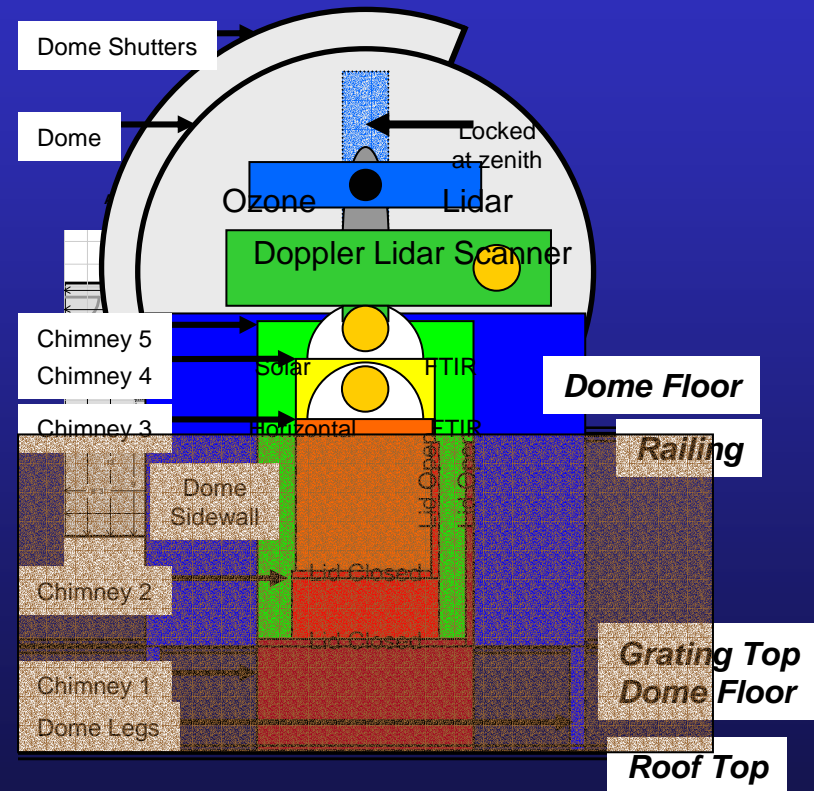 Dome Shutters
Dome
Locked
at zenith
Ozone Lidar
Doppler Lidar Scanner
Chimney 5
Chimney 4
Solar FTIR
Dome Floor
Chimney 3
Horizontal FTIR
Railing
Lid Open
Lid Open
Dome
Sidewall
Lid Closed
Chimney 2
Lid Closed
Grating Top
Dome Floor
Chimney 1
Dome Legs
Roof Top